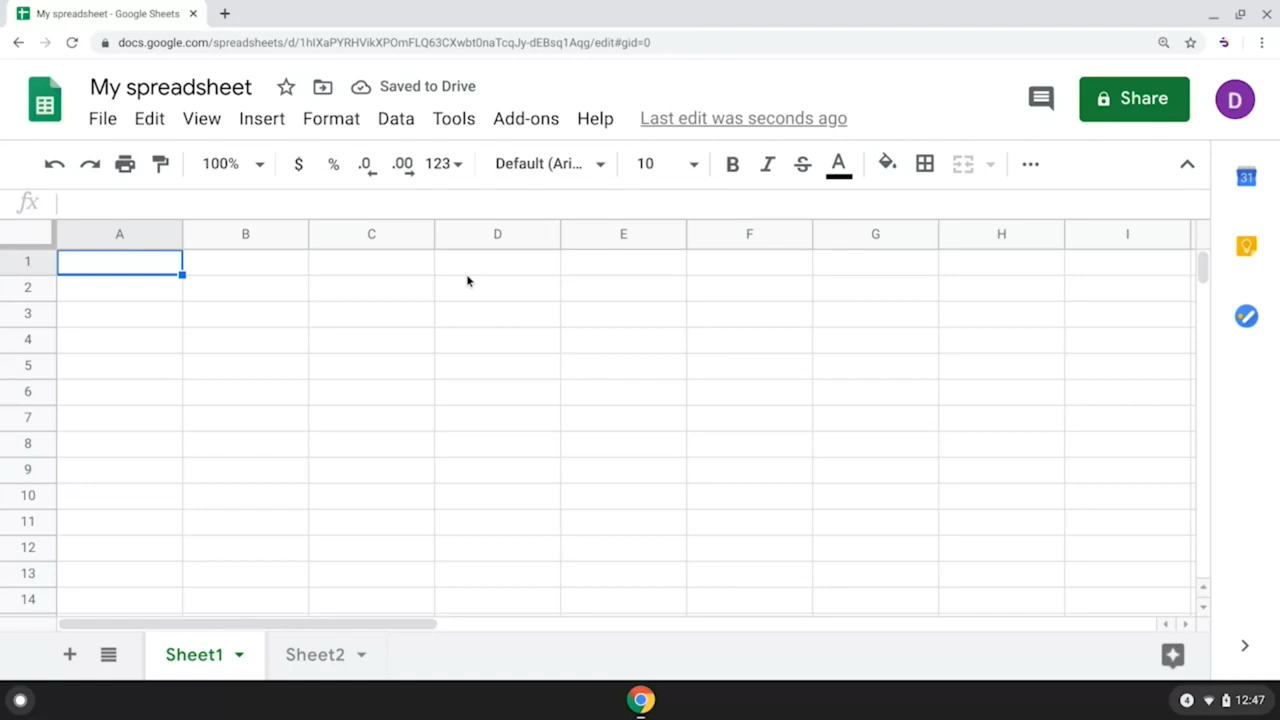 My spreadsheet - Google Sheets
docs.google.com/spreadsheets/d/1hIXaPYRHVikXPOmFLQ63CXwbt0naTcqJy-dEBsq1Aqg/edit#gid=0
My spreadsheet Saved to Drive
File Edit View Insert Format Data Tools Add-ons Help Last edit was seconds ago
Share
D
100% $ % .0 .00 123 Default (Ari... 10 B I S A
31
fx
A B C D E F G H I
1
2
3
4
5
6
7
8
9
10
11
12
13
14
Sheet1 Sheet2
4 12:47